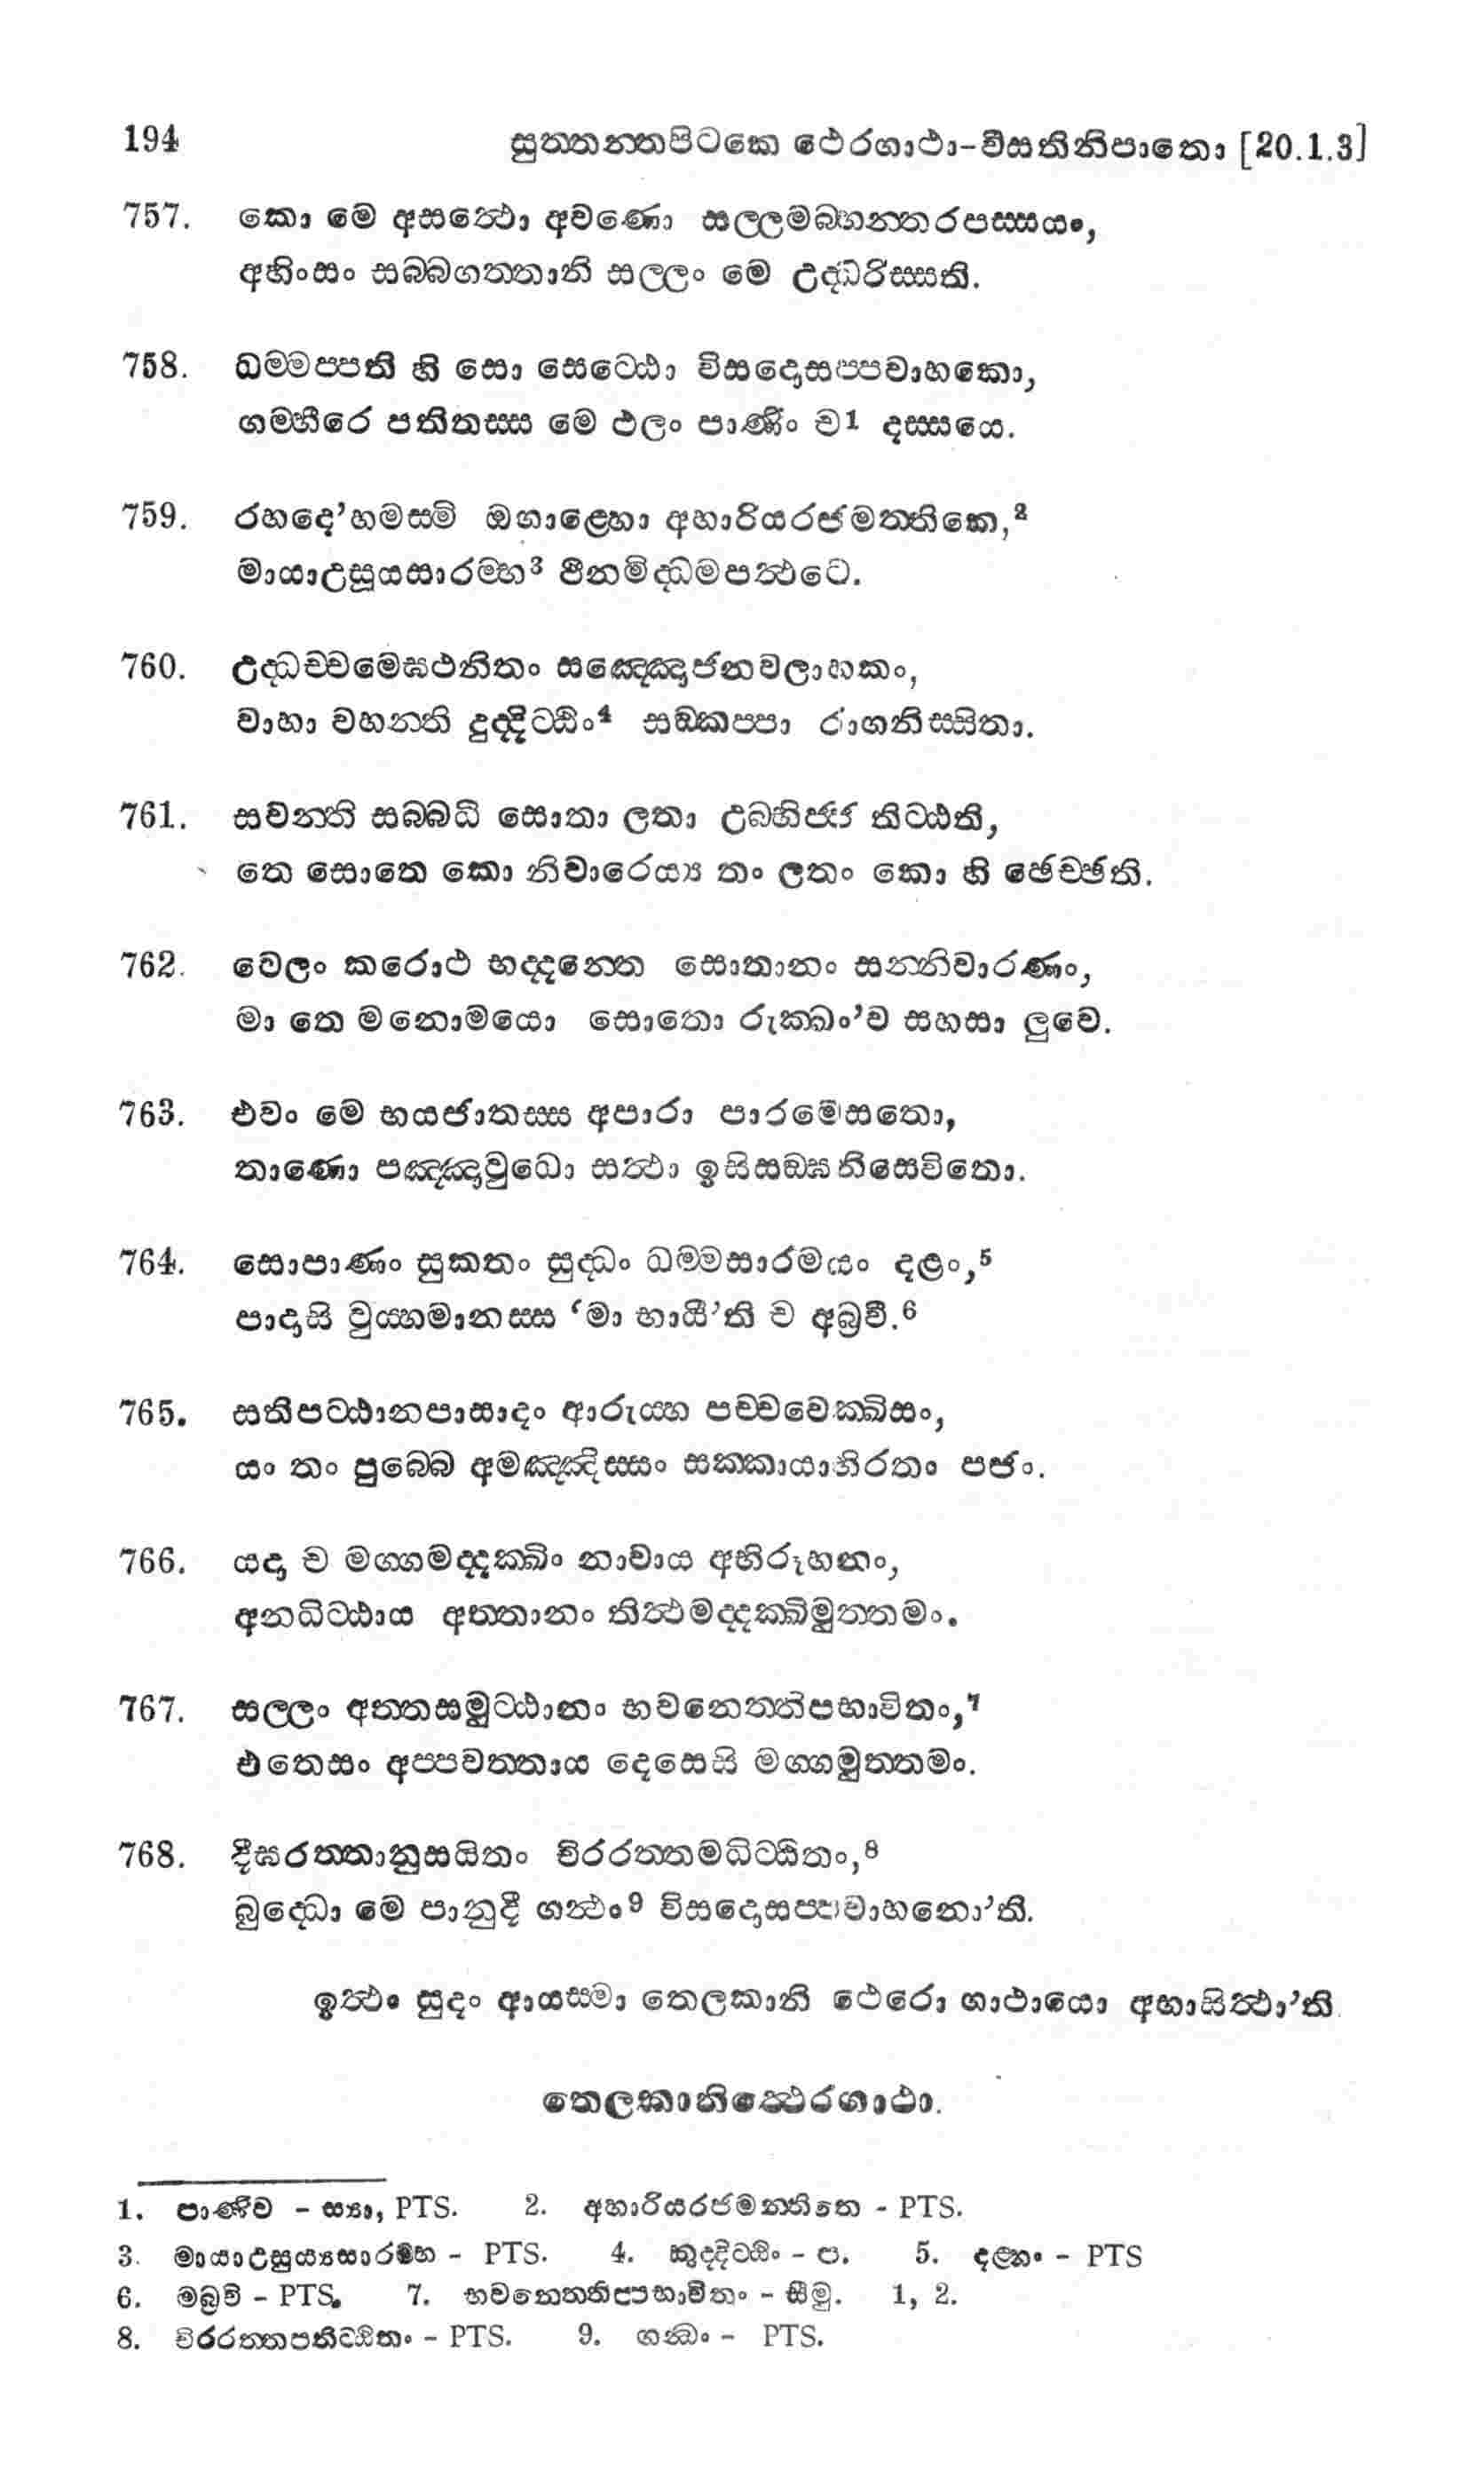 194 සුත්තන්තපිටකෙ ථෙරගාථා-වීසතිනිපාතො [20.1.3]
757. කො මෙ අසත්ථො අවණො සල්ලමබ්භන්තරපස්සයං,
අහිංසං සබ්බගත්තානි සල්ලං මෙ උද්ධරිස්සති.
758. ධම්මප්පති හි සො සෙට්ඨො විසදොසප්පවාහකො,
ගම්භීරෙ පතිතස්ස මෙ ඵලං පාණිං ච1 දස්සයෙ.
759. රහදෙ’හමස්මි ඔගාළ්හො අහාරියරජමත්තිකෙ,2
මායාඋසූයසාරම්භ3 ථීනමිද්ධමපත්ථටෙ.
760. උද්ධච්චමෙඝථනිතං සඤ්ඤොජනවලාහකං,
වාහා වහන්ති දුද්දිට්ඨිං4 සඞ්කප්පා රාගනිස්සිතා.
761. සවන්ති සබ්බධි සොතා ලතා උබ්භිජ්ජ තිට්ඨති,
තෙ සොතෙ කො නිවාරෙය්‍ය තං ලතං කො හි ඡෙච්ඡති.
762. වෙලං කරොථ භද්දන්තෙ සොතානං සන්නිවාරණං,
මා තෙ මනොමයො සොතො රුක්ඛං’ව සහසා ලුවෙ.
763. එවං මෙ භයජාතස්ස අපාරා පාරමෙසතො,
තාණො පඤ්ඤාවුධො සත්ථා ඉසිසඞ්ඝනිසෙවිතො.
764. සොපාණං සුකතං සුද්ධං ධම්මසාරමයං දළං,5
පාදාසි වුය්හමානස්ස ‘මා භායී’ති ච අබ්‍රවී.6
765. සතිපට්ඨානපාසාදං ආරුය්හ පච්චවෙක්ඛිසං,
යං තං පුබ්බෙ අමඤ්ඤිස්සං සක්කායාභිරතං පජං.
766. යදා ච මග්ගමද්දක්ඛිං නාවාය අභිරූහනං,
අනධිට්ඨාය අත්තානං තිත්ථමද්දක්ඛිමුත්තමං.
767. සල්ලං අත්තසමුට්ඨානං භවනෙත්තිපභාවිතං,7
එතෙසං අප්පවත්තාය දෙසෙසි මග්ගමුත්තමං.
768. දීඝරත්තානුසයිතං චිරරත්තමධිට්ඨිතං,8
බුද්ධො මෙ පානුදී ගන්ථං9 විසදොසප්පවාහනො’ති.
ඉත්ථං සුදං ආයස්මා තෙලකානි ථෙරො ගාථායො අභාසිත්ථා’ති.
තෙලකානිත්ථෙරගාථා.
1. පාණීව - ස්‍යා, PTS. 2. අහාරියරජමන්තිතෙ - PTS.
3. මායාඋසුය්‍යසාරම්භ - PTS. 4. කුද්දිට්ඨිං - ප. 5. දළ්හං - PTS
6. මබ්‍රවි - PTS. 7. භවනෙත්තිප්පභාවිතං - සීමු. 1, 2.
8. චිරරත්තපතිට්ඨිතං - PTS. 9. ගන්ධං - PTS.